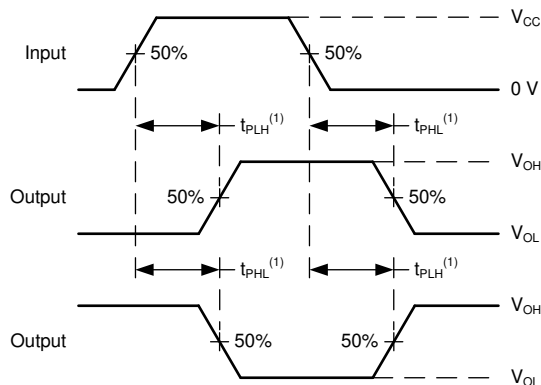 V_CC
Input 50% 50%
0 V
t_PLH^(1) t_PHL^(1)
V_OH
Output 50% 50%
V_OL
t_PHL^(1) t_PLH^(1)
V_OH
Output 50% 50%
V_OL